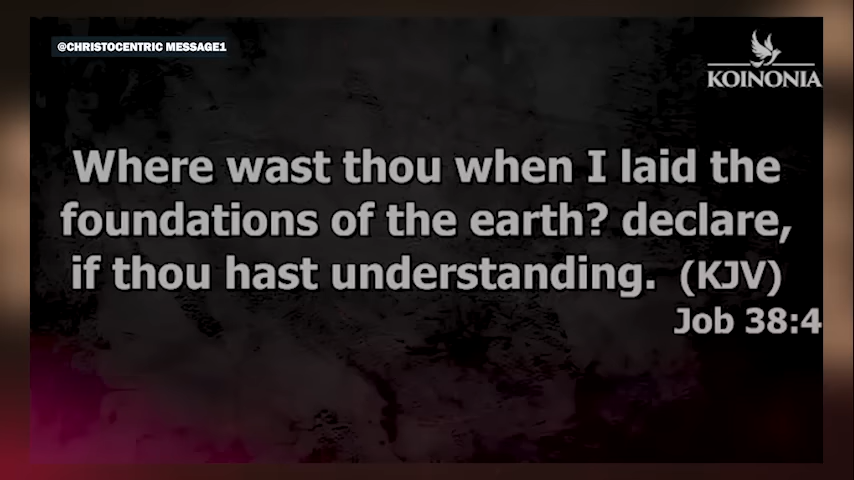 @CHRISTOCENTRIC MESSAGE1
KOINONIA
Where wast thou when I laid the
foundations of the earth? declare,
if thou hast understanding. (KJV)
Job 38:4